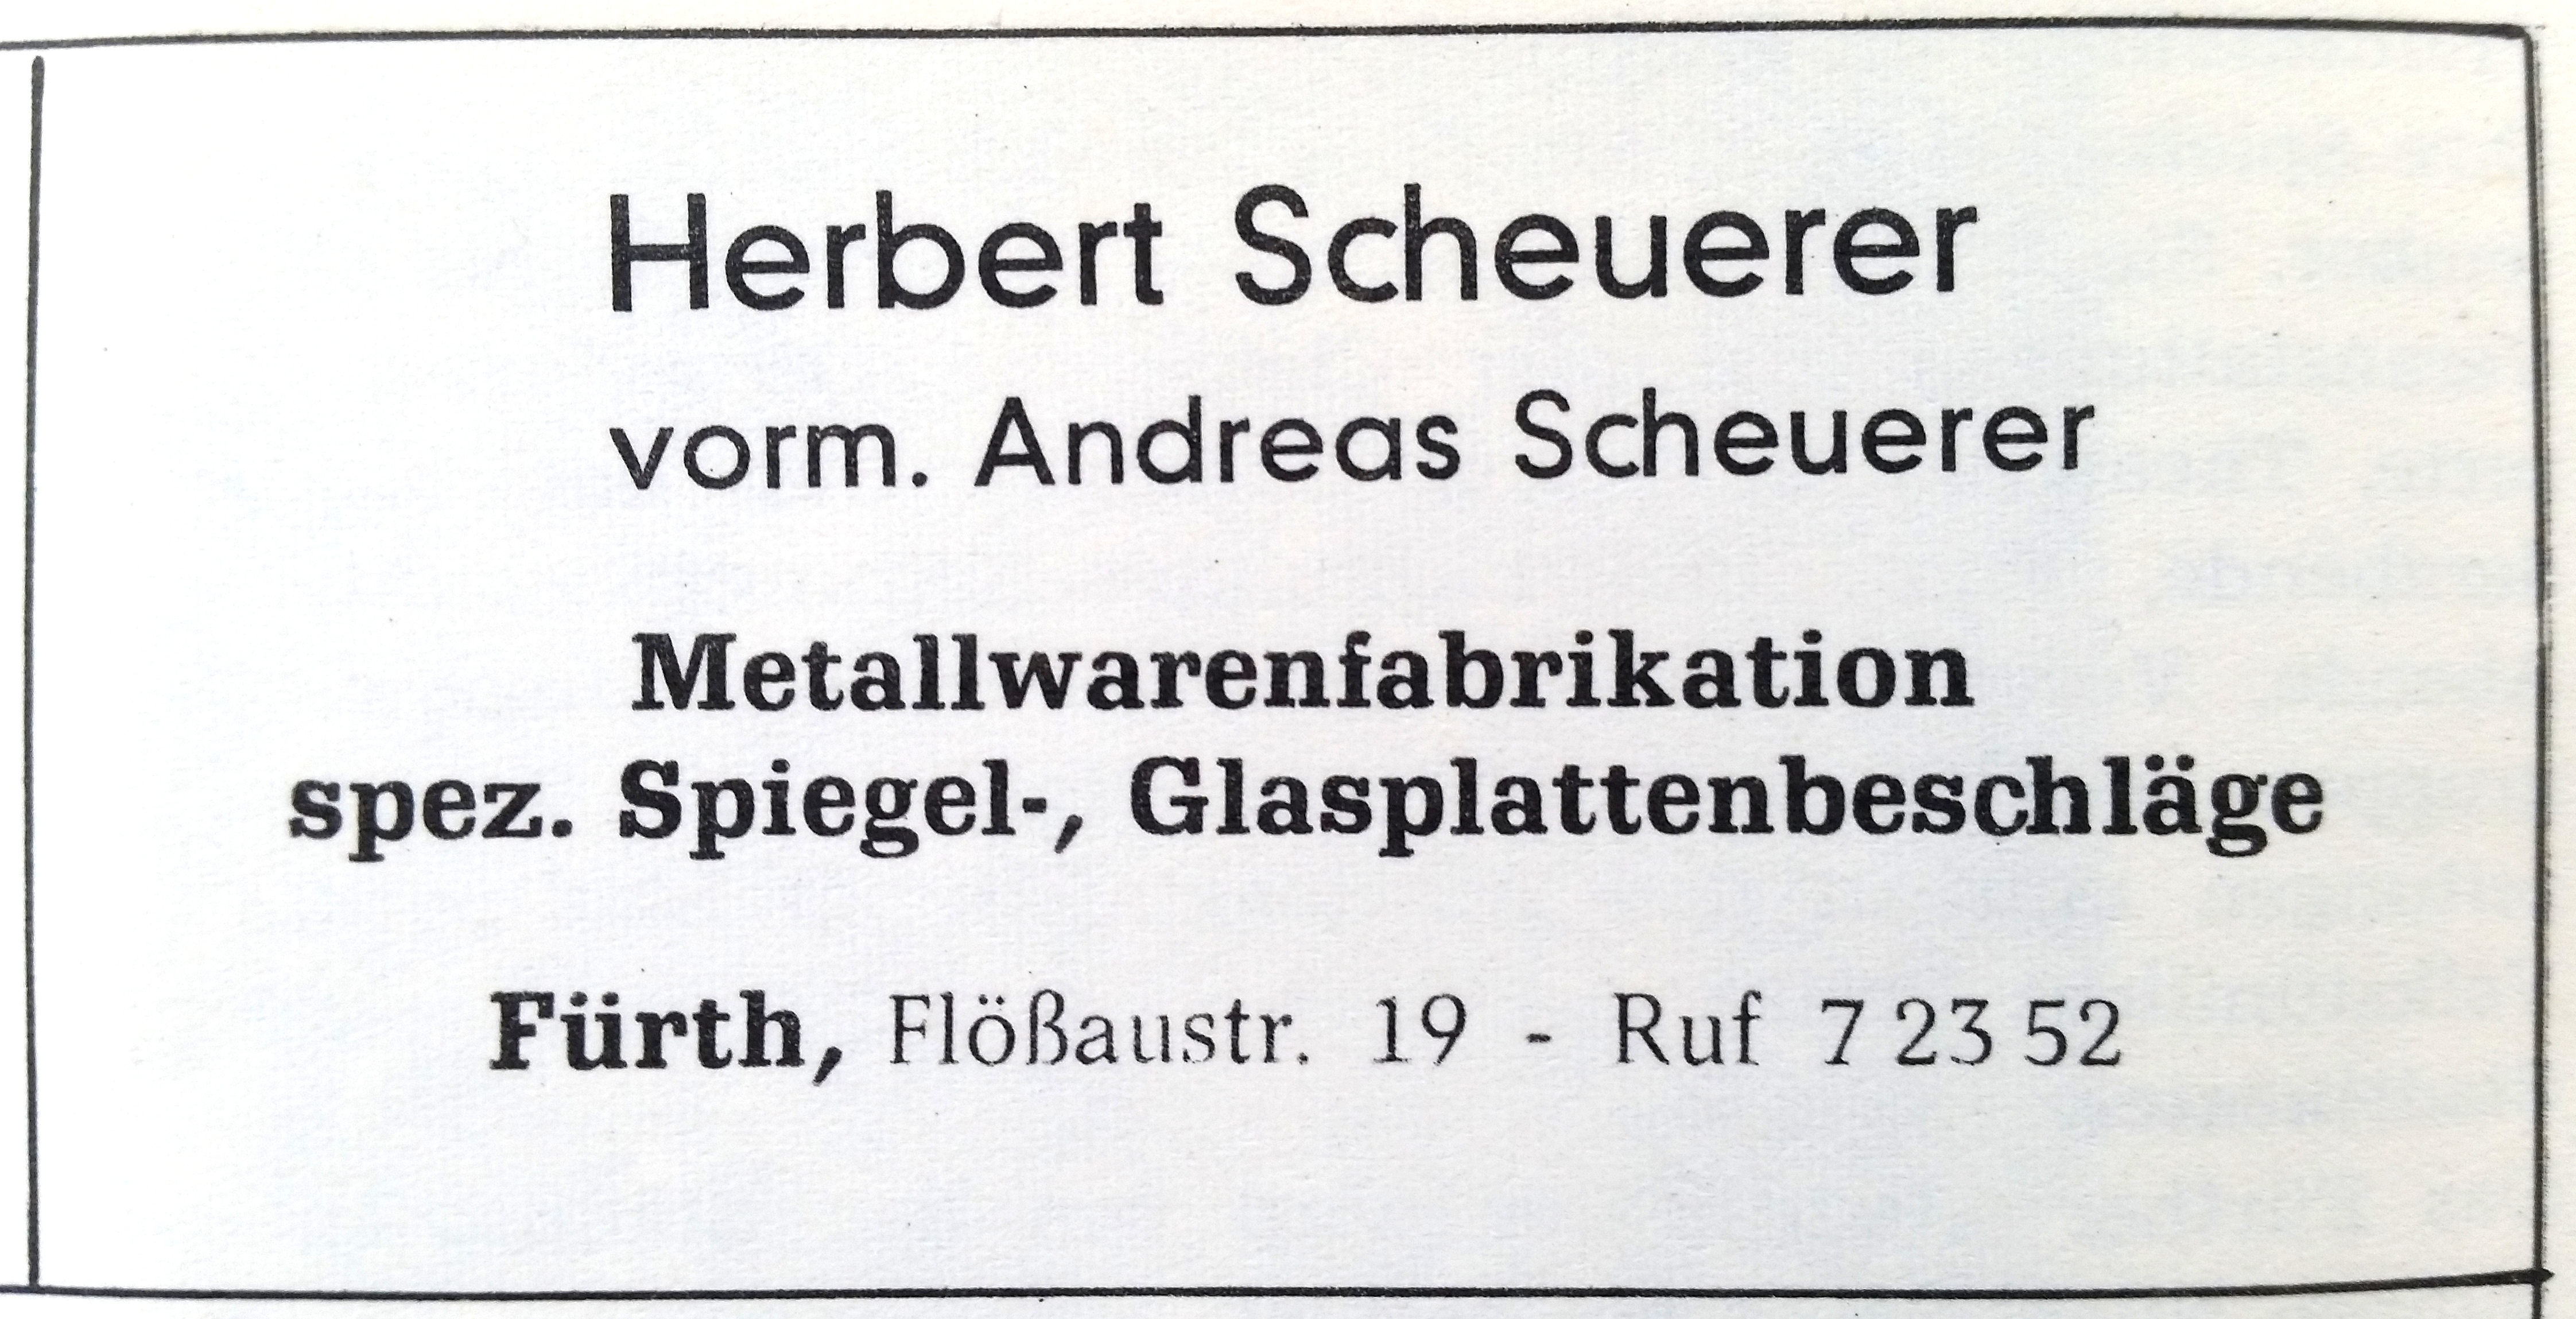 Herbert Scheuerer
vorm. Andreas Scheuerer
Metallwarenfabrikation
spez. Spiegel-, Glasplattenbeschläge
Fürth, Flößaustr. 19 - Ruf 7 23 52